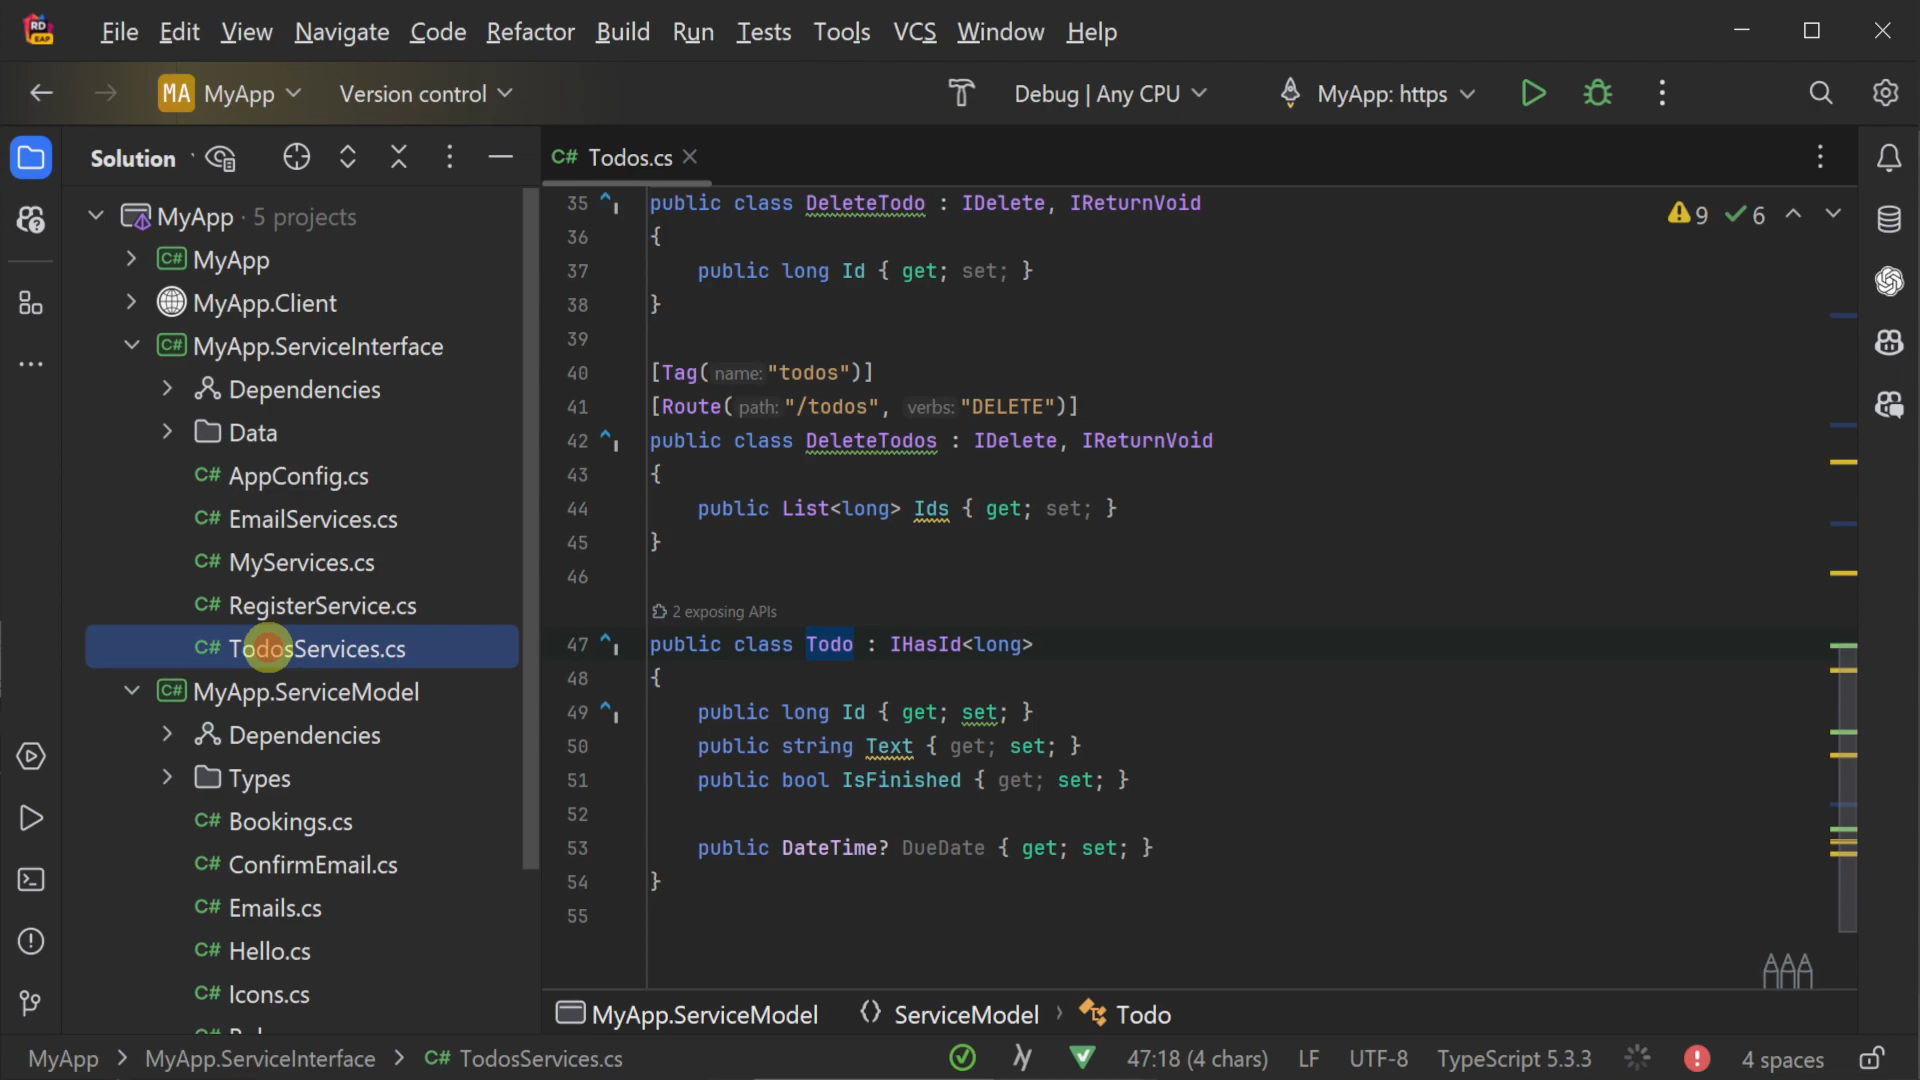 File Edit View Navigate Code Refactor Build Run Tests Tools VCS Window Help
MA MyApp Version control Debug | Any CPU MyApp: https
Solution
MyApp · 5 projects
C# MyApp
MyApp.Client
C# MyApp.ServiceInterface
Dependencies
Data
C# AppConfig.cs
C# EmailServices.cs
C# MyServices.cs
C# RegisterService.cs
C# TodosServices.cs
C# MyApp.ServiceModel
Dependencies
Types
C# Bookings.cs
C# ConfirmEmail.cs
C# Emails.cs
C# Hello.cs
C# Icons.cs
C# Todos.cs
9 6
35 public class DeleteTodo : IDelete, IReturnVoid
36 {
37 public long Id { get; set; }
38 }
39
40 [Tag( name: "todos")]
41 [Route( path: "/todos", verbs: "DELETE")]
42 public class DeleteTodos : IDelete, IReturnVoid
43 {
44 public List<long> Ids { get; set; }
45 }
46
2 exposing APIs
47 public class Todo : IHasId<long>
48 {
49 public long Id { get; set; }
50 public string Text { get; set; }
51 public bool IsFinished { get; set; }
52
53 public DateTime? DueDate { get; set; }
54 }
55
MyApp.ServiceModel ServiceModel › Todo
MyApp > MyApp.ServiceInterface > C# TodosServices.cs 47:18 (4 chars) LF UTF-8 TypeScript 5.3.3 4 spaces